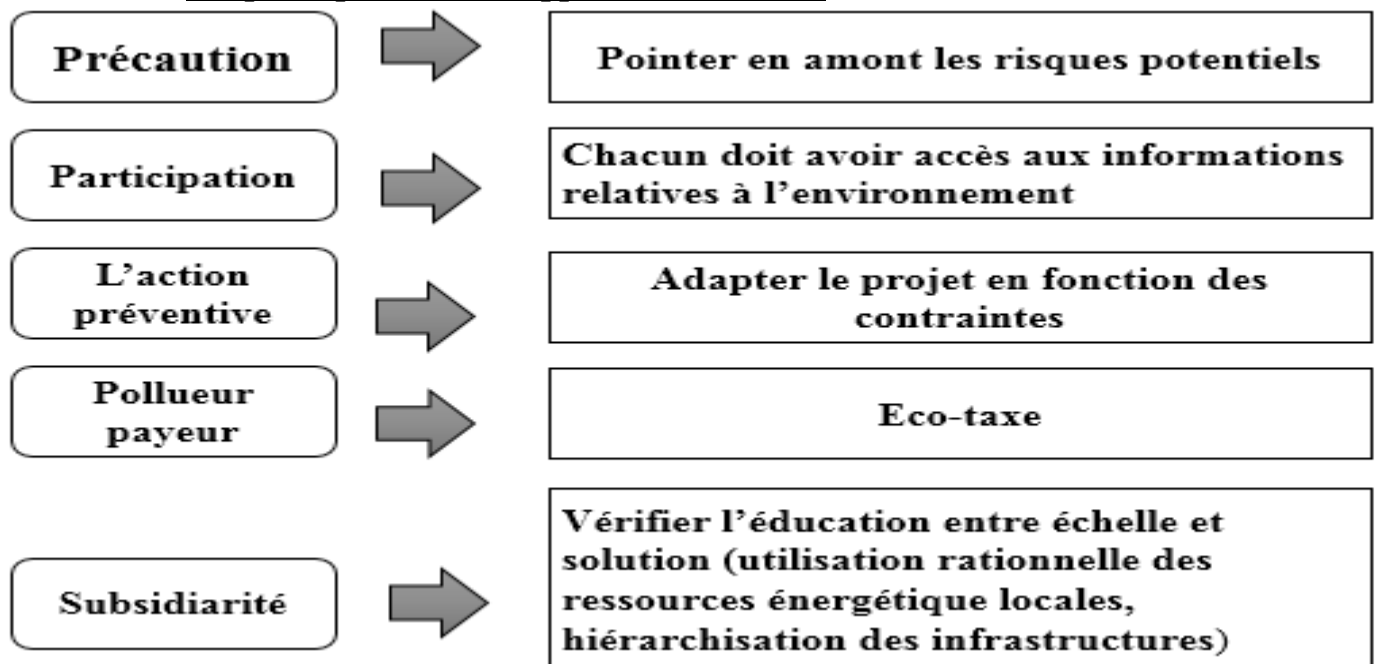 Précaution
Pointer en amont les risques potentiels
Participation
Chacun doit avoir accès aux informations
relatives à l’environnement
L’action
préventive
Adapter le projet en fonction des
contraintes
Pollueur
payeur
Eco-taxe
Subsidiarité
Vérifier l’éducation entre échelle et
solution (utilisation rationnelle des
ressources énergétique locales,
hiérarchisation des infrastructures)